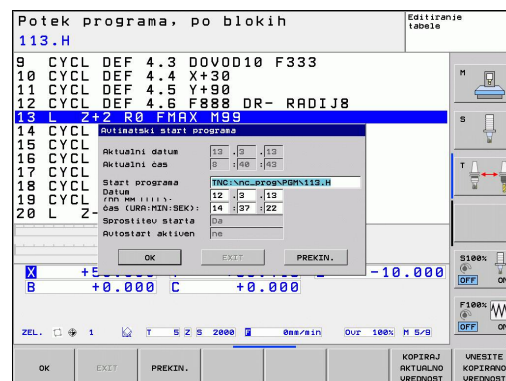 Potek programa, po blokih
Editiranje
tabele
113.H
9 CYCL DEF 4.3 DOVOD10 F333
10 CYCL DEF 4.4 X+30
11 CYCL DEF 4.5 Y+90
12 CYCL DEF 4.6 F888 DR- RADIJ8
13 L Z+2 R0 FMAX M99
14 CYCL
15 CYCL
16 CYCL
17 CYCL
18 CYCL
19 CYCL
20 L Z-
Avtimatski start programa
Aktualni datum 13 .3 .13
Aktualni čas 8 :40 :43
Start programa TNC:\nc_prog\PGM\113.H
Datum 12 .3 .13
čas (URA:MIN:SEK): 14 :37 :22
Sprostitev starta Da
Autostart aktiven ne
OK EXIT PREKIN.
X -10.000
B +0.000 C +0.000
ZEL. 1 T 5 Z S 2000 F 0mm/min Ovr 100% M 5/9
M
S
T
S100%
OFF ON
F100%
OFF ON
OK EXIT PREKIN. KOPIRAJ AKTUALNO VREDNOST VNESITE KOPIRANO VREDNOST